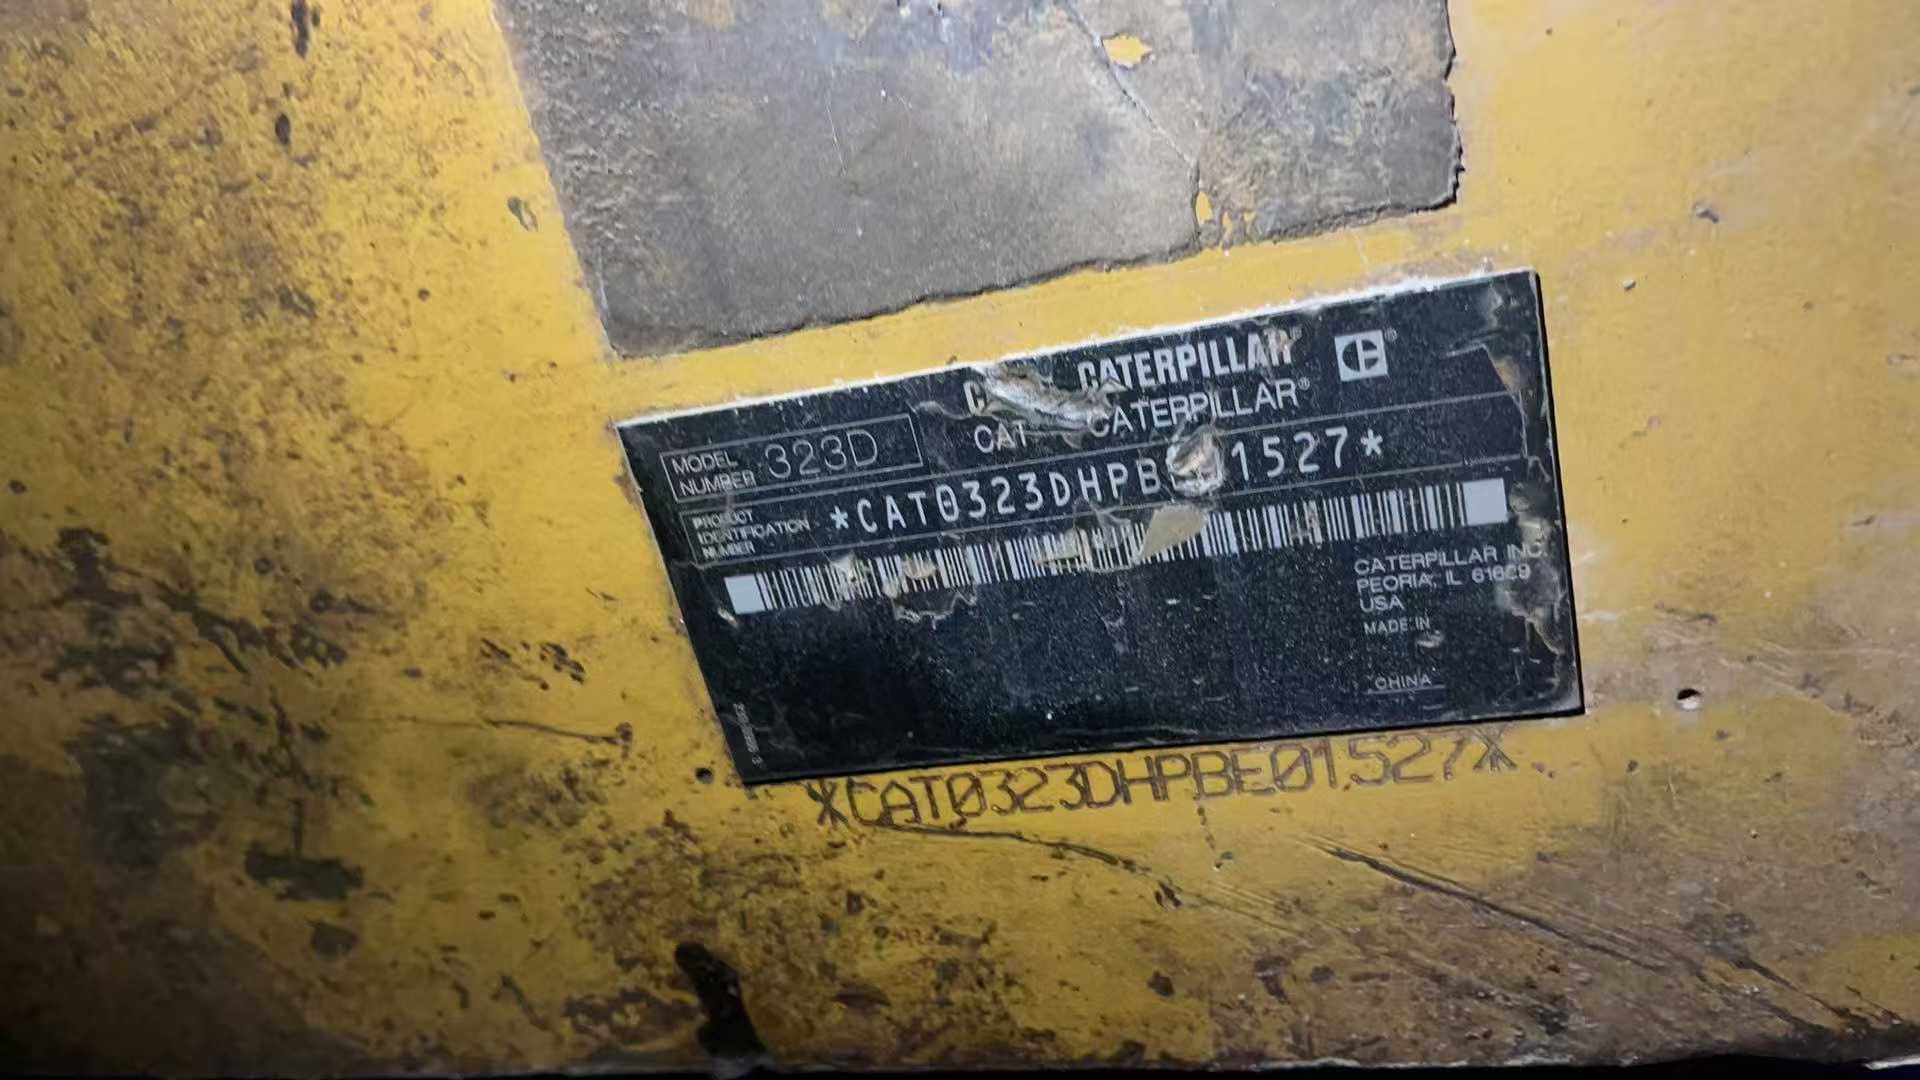 CATERPILLAR®
CAT CATERPILLAR®
MODEL NUMBER 323D
PRODUCT IDENTIFICATION NUMBER
*CAT0323DHPB 01527*
CATERPILLAR INC.
PEORIA, IL 61629
USA
MADE IN
CHINA
*CAT0323DHPBE01527*